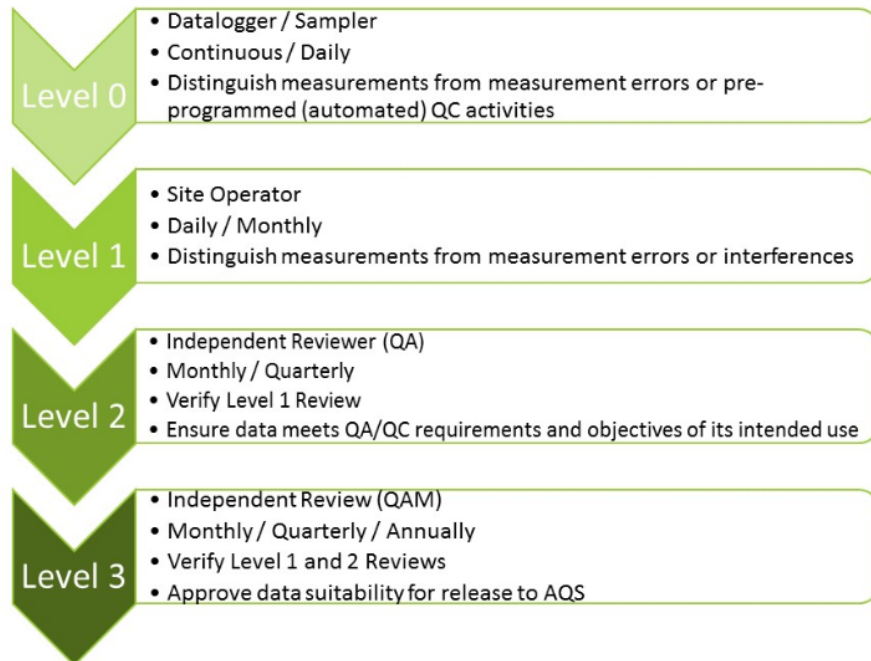 Level 0
• Datalogger / Sampler
• Continuous / Daily
• Distinguish measurements from measurement errors or pre-
programmed (automated) QC activities
Level 1
• Site Operator
• Daily / Monthly
• Distinguish measurements from measurement errors or interferences
Level 2
• Independent Reviewer (QA)
• Monthly / Quarterly
• Verify Level 1 Review
• Ensure data meets QA/QC requirements and objectives of its intended use
Level 3
• Independent Review (QAM)
• Monthly / Quarterly / Annually
• Verify Level 1 and 2 Reviews
• Approve data suitability for release to AQS